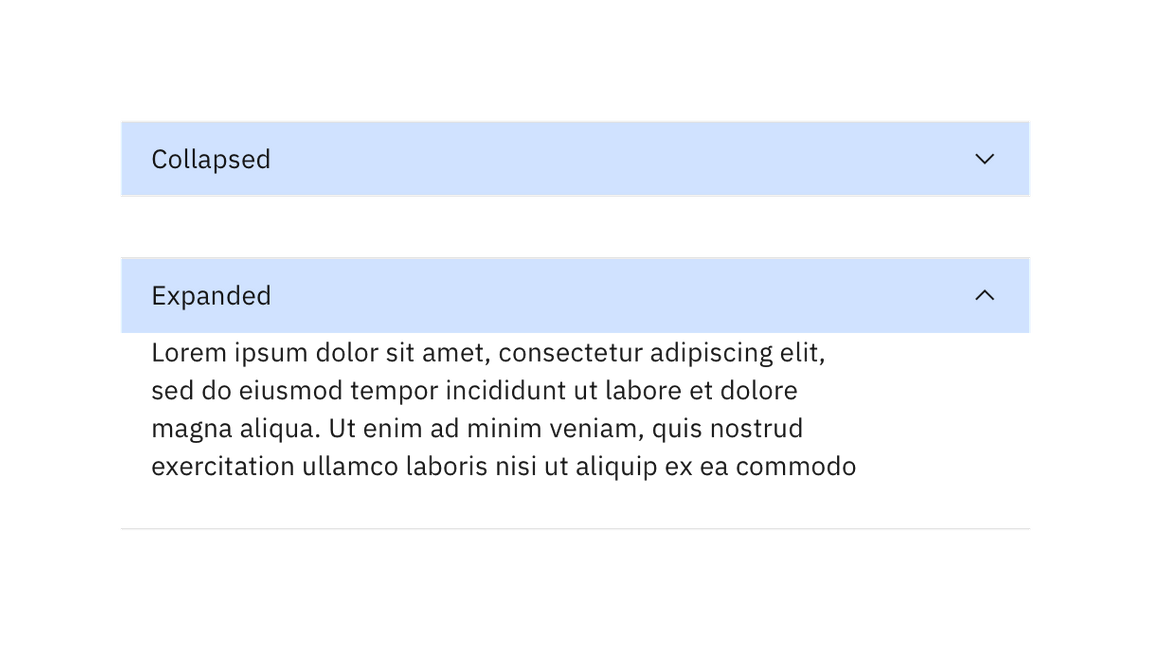 Collapsed
Expanded
Lorem ipsum dolor sit amet, consectetur adipiscing elit,
sed do eiusmod tempor incididunt ut labore et dolore
magna aliqua. Ut enim ad minim veniam, quis nostrud
exercitation ullamco laboris nisi ut aliquip ex ea commodo